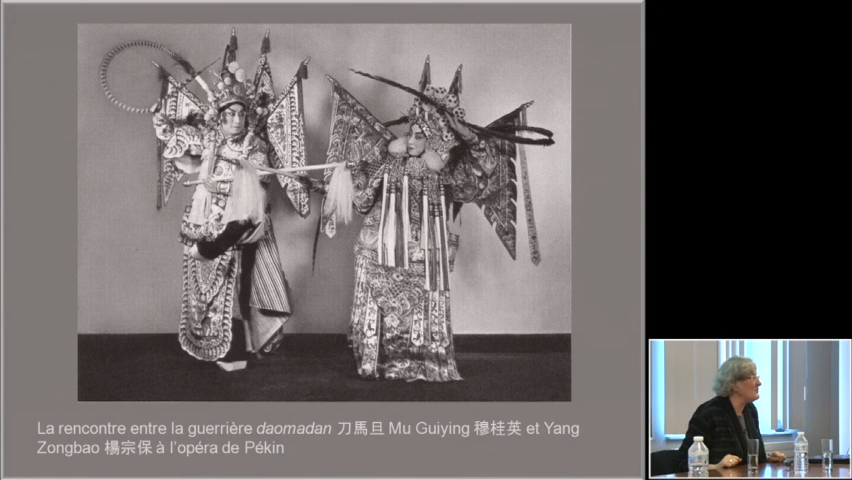 La rencontre entre la guerrière daomadan 刀馬旦 Mu Guiying 穆桂英 et Yang
Zongbao 楊宗保 à l'opéra de Pékin